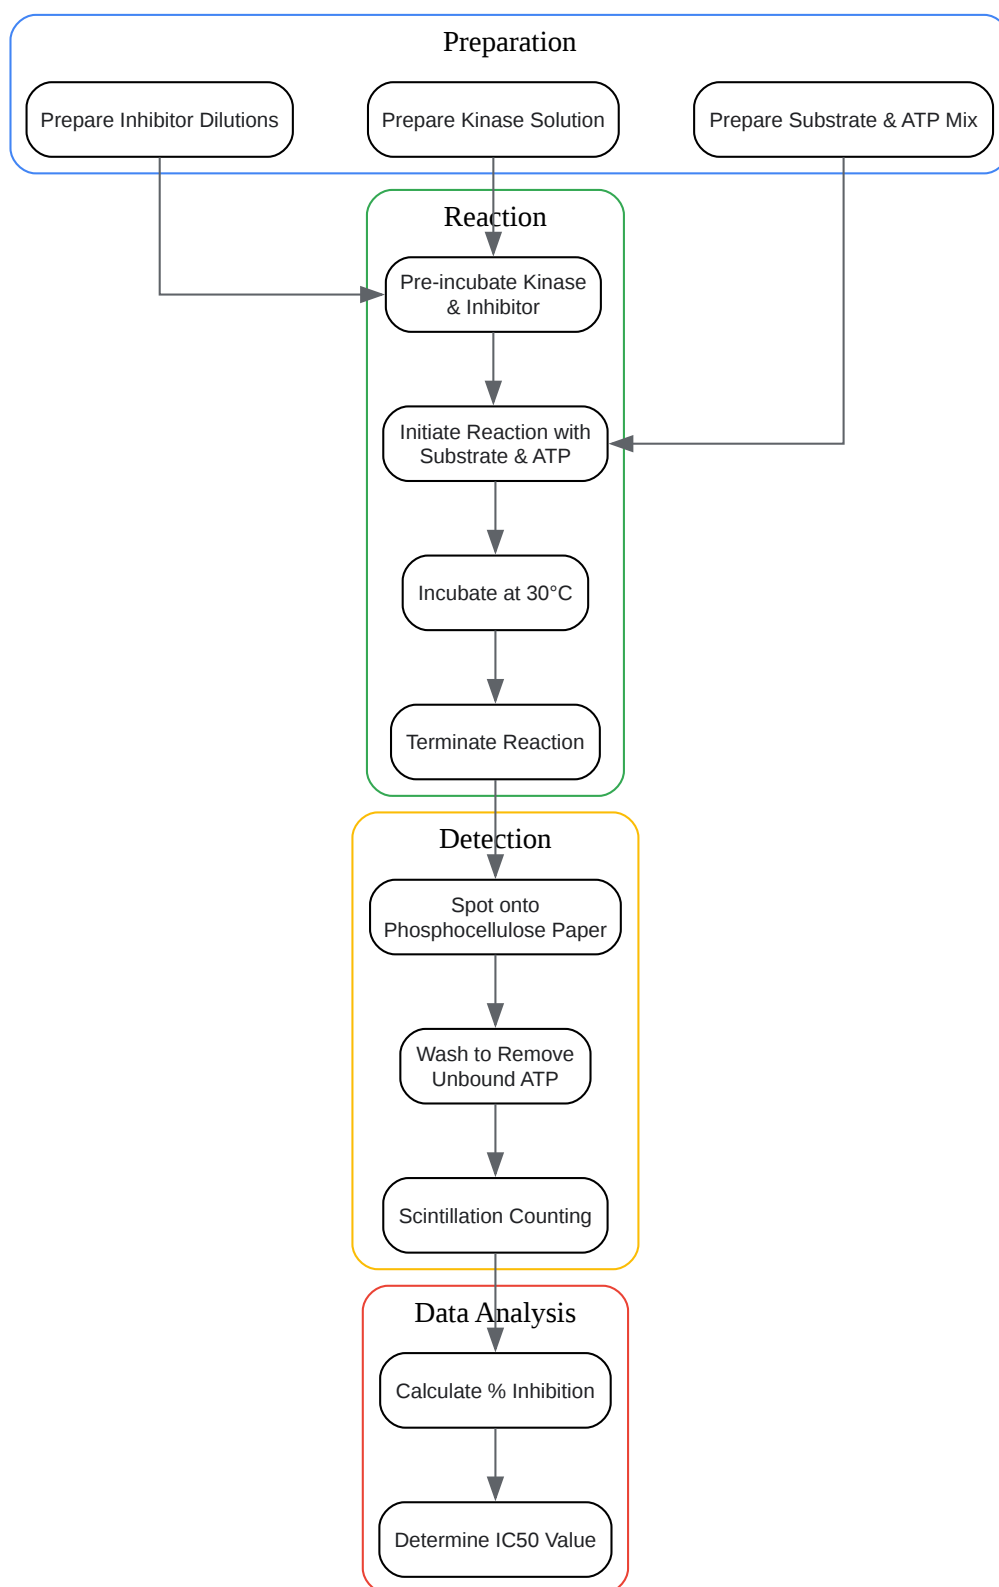 Preparation
Prepare Inhibitor Dilutions
Prepare Kinase Solution
Prepare Substrate & ATP Mix
Reaction
Pre-incubate Kinase
& Inhibitor
Initiate Reaction with
Substrate & ATP
Incubate at 30°C
Terminate Reaction
Detection
Spot onto
Phosphocellulose Paper
Wash to Remove
Unbound ATP
Scintillation Counting
Data Analysis
Calculate % Inhibition
Determine IC50 Value